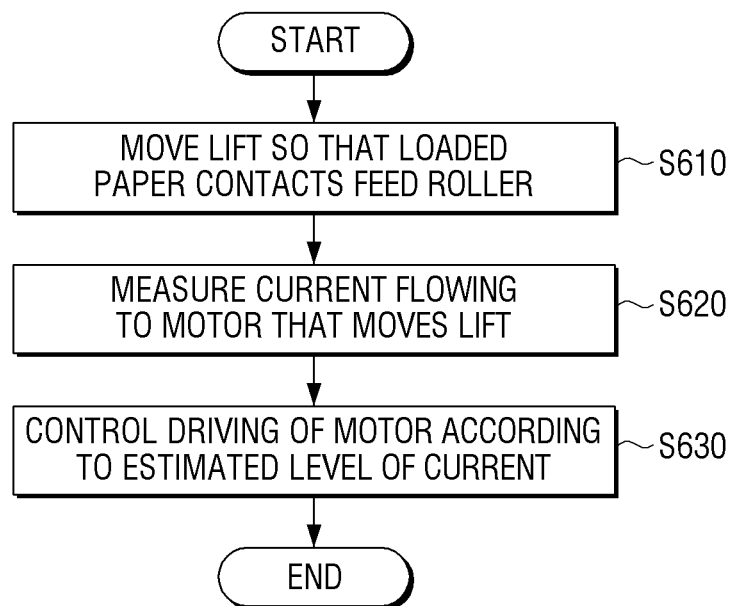 START
MOVE LIFT SO THAT LOADED
PAPER CONTACTS FEED ROLLER
S610
MEASURE CURRENT FLOWING
TO MOTOR THAT MOVES LIFT
S620
CONTROL DRIVING OF MOTOR ACCORDING
TO ESTIMATED LEVEL OF CURRENT
S630
END